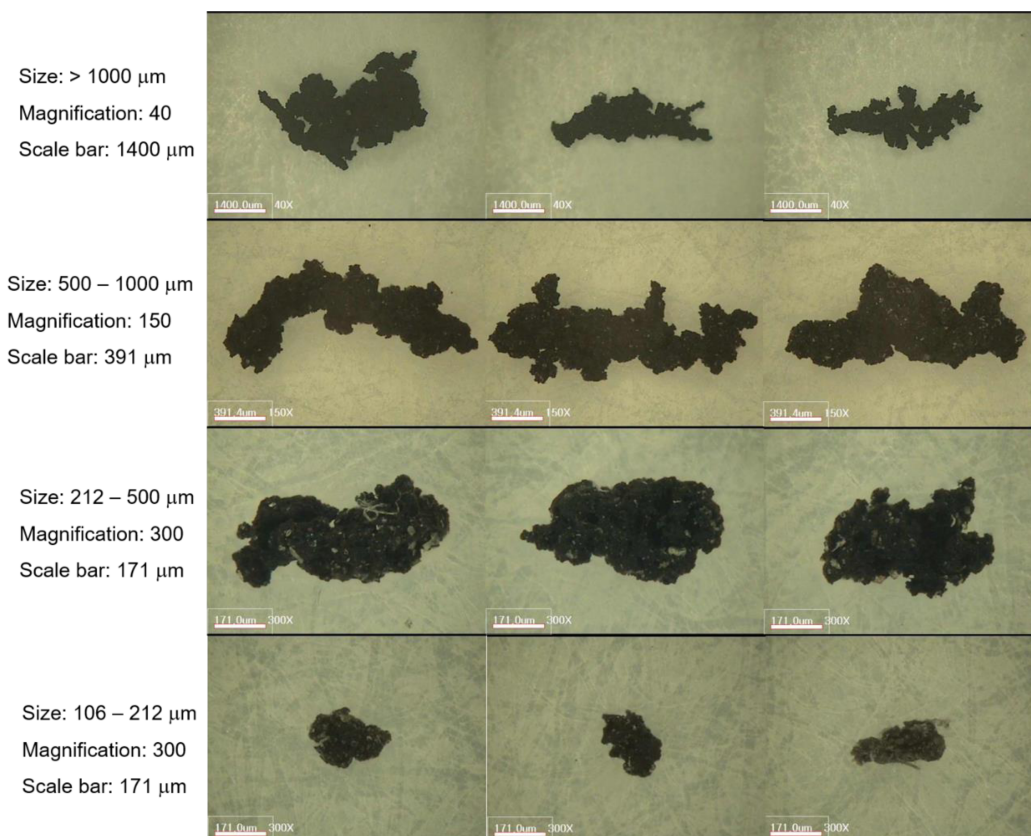 Size: > 1000 μm
Magnification: 40
Scale bar: 1400 μm
1400.0um 40X
1400.0um 40X
1400.0um 40X
Size: 500 – 1000 μm
Magnification: 150
Scale bar: 391 μm
391.4um 150X
391.4um 150X
391.4um 150X
Size: 212 – 500 μm
Magnification: 300
Scale bar: 171 μm
171.0um 300X
171.0um 300X
171.0um 300X
Size: 106 – 212 μm
Magnification: 300
Scale bar: 171 μm
171.0um 300X
171.0um 300X
171.0um 300X